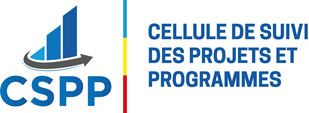 CSPP
CELLULE DE SUIVI
DES PROJETS ET
PROGRAMMES